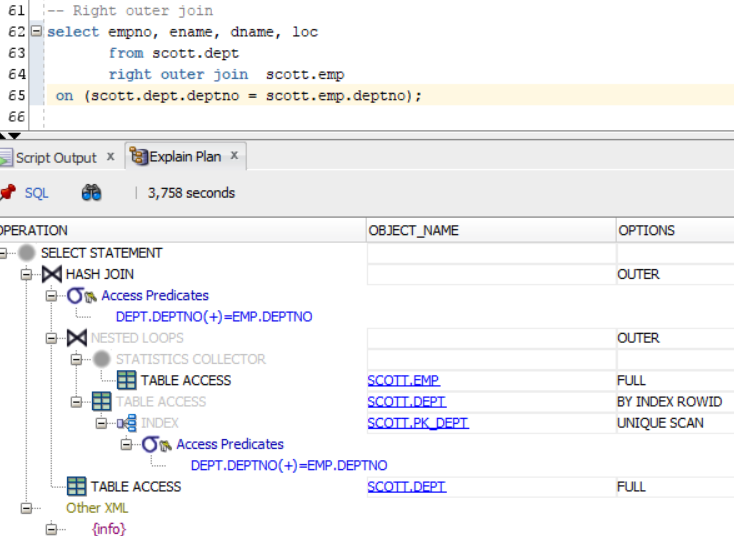 61 -- Right outer join
62 select empno, ename, dname, loc
63 from scott.dept
64 right outer join scott.emp
65 on (scott.dept.deptno = scott.emp.deptno);
66
Script Output x Explain Plan x
SQL | 3,758 seconds
OPERATION OBJECT_NAME OPTIONS
SELECT STATEMENT
HASH JOIN OUTER
Access Predicates
DEPT.DEPTNO(+)=EMP.DEPTNO
NESTED LOOPS OUTER
STATISTICS COLLECTOR
TABLE ACCESS SCOTT.EMP FULL
TABLE ACCESS SCOTT.DEPT BY INDEX ROWID
INDEX SCOTT.PK_DEPT UNIQUE SCAN
Access Predicates
DEPT.DEPTNO(+)=EMP.DEPTNO
TABLE ACCESS SCOTT.DEPT FULL
Other XML
{info}